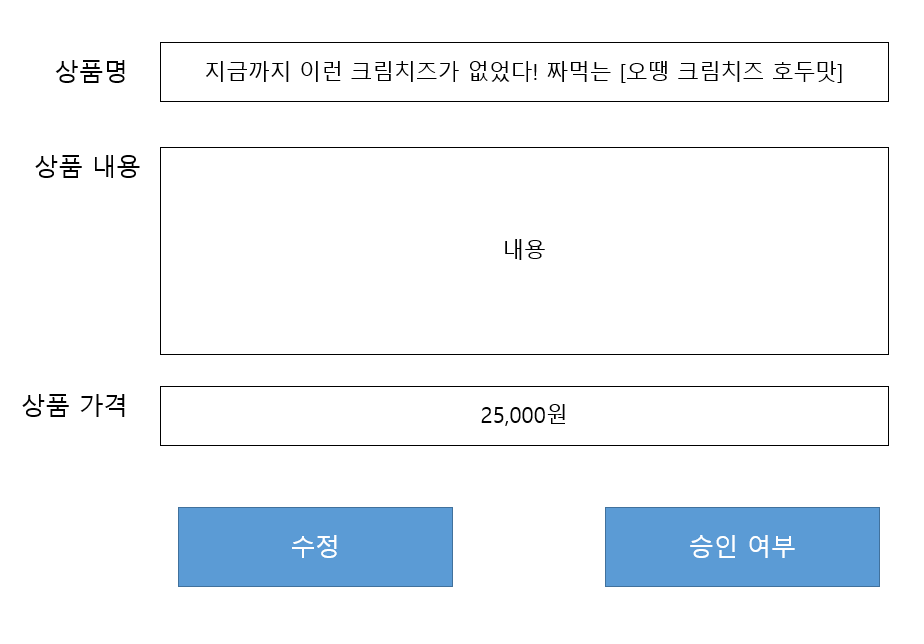 상품명
지금까지 이런 크림치즈가 없었다! 짜먹는 [오땡 크림치즈 호두맛]
상품 내용
내용
상품 가격
25,000원
수정
승인 여부